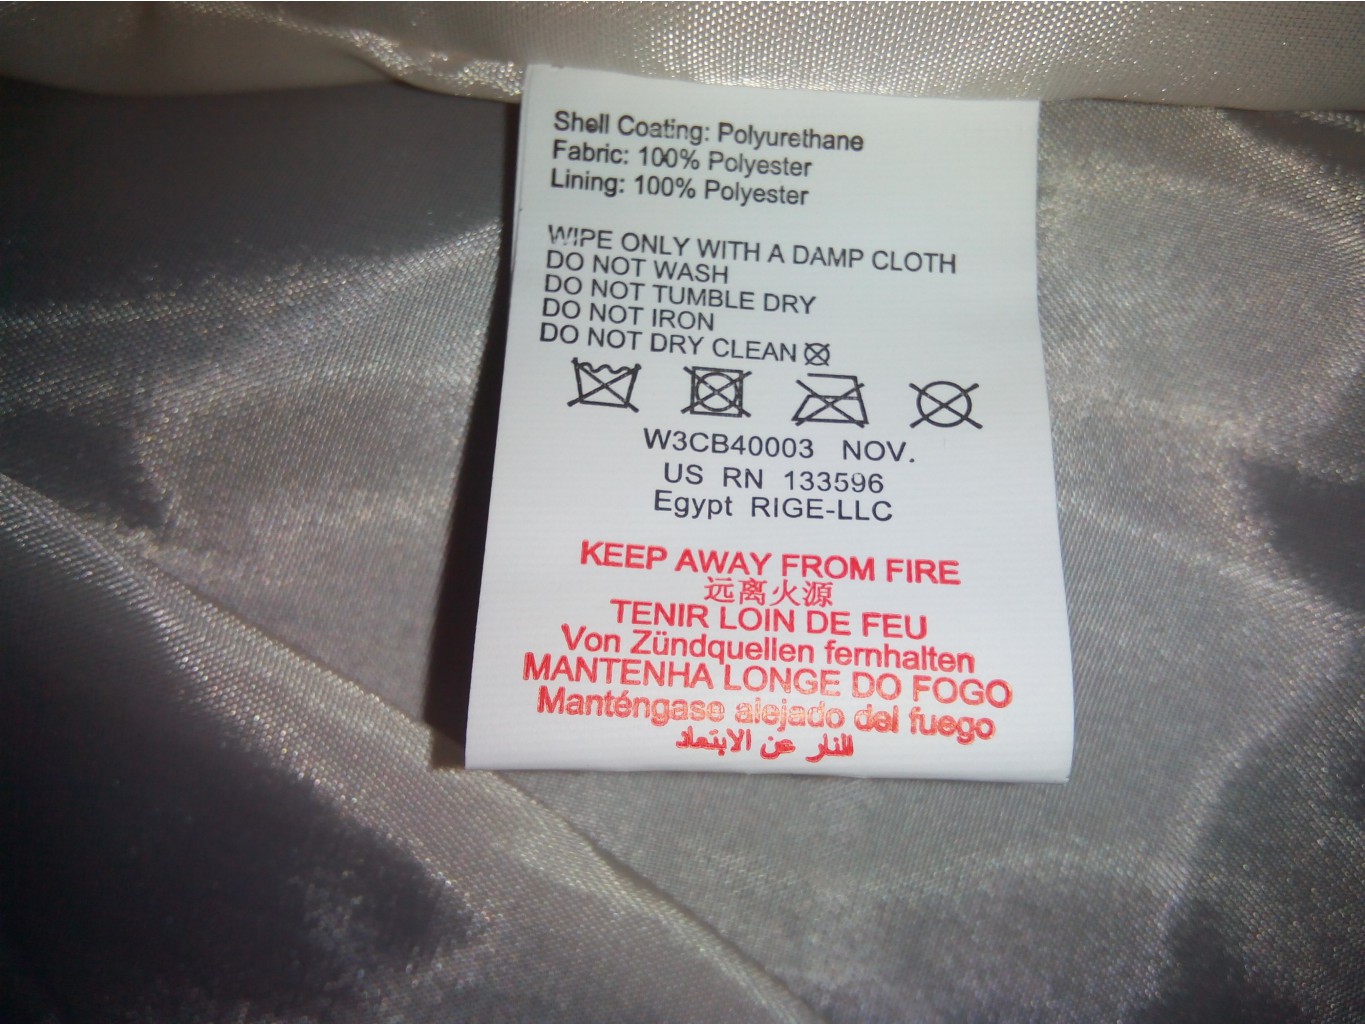 Shell Coating: Polyurethane
Fabric: 100% Polyester
Lining: 100% Polyester
WIPE ONLY WITH A DAMP CLOTH
DO NOT WASH
DO NOT TUMBLE DRY
DO NOT IRON
DO NOT DRY CLEAN
W3CB40003 NOV.
US RN 133596
Egypt RIGE-LLC
KEEP AWAY FROM FIRE
远离火源
TENIR LOIN DE FEU
Von Zündquellen fernhalten
MANTENHA LONGE DO FOGO
Manténgase alejado del fuego
النار عن الابتعاد